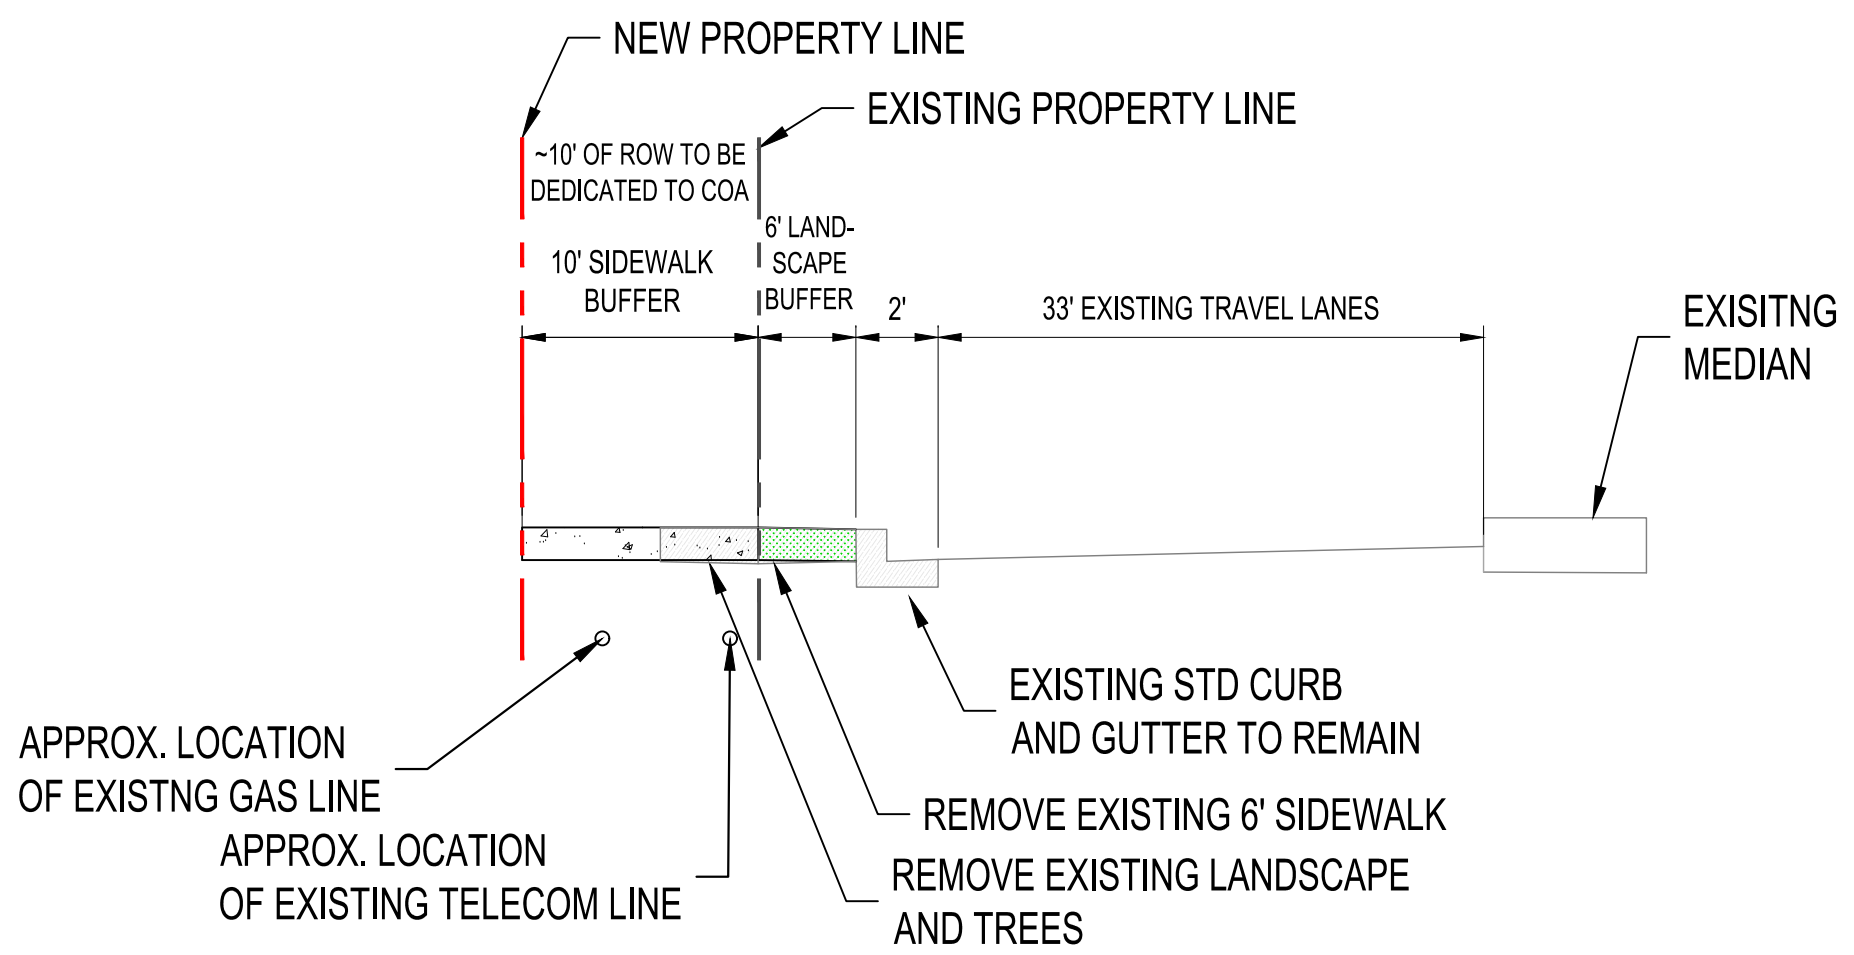 NEW PROPERTY LINE
EXISTING PROPERTY LINE
~10' OF ROW TO BE
DEDICATED TO COA
6' LAND-
SCAPE
BUFFER
10' SIDEWALK
BUFFER
2'
33' EXISTING TRAVEL LANES
EXISITNG
MEDIAN
EXISTING STD CURB
AND GUTTER TO REMAIN
APPROX. LOCATION
OF EXISTNG GAS LINE
REMOVE EXISTING 6' SIDEWALK
APPROX. LOCATION
OF EXISTING TELECOM LINE
REMOVE EXISTING LANDSCAPE
AND TREES